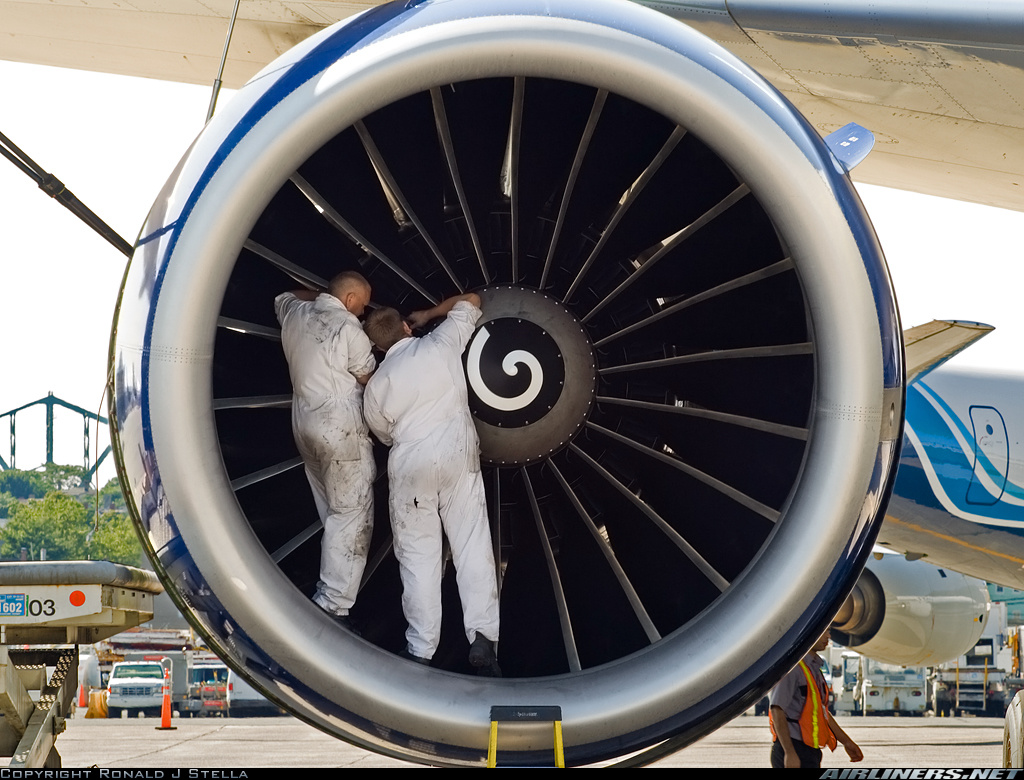 1602
03
Copyright Ronald J Stella
AIRLINERS.NET